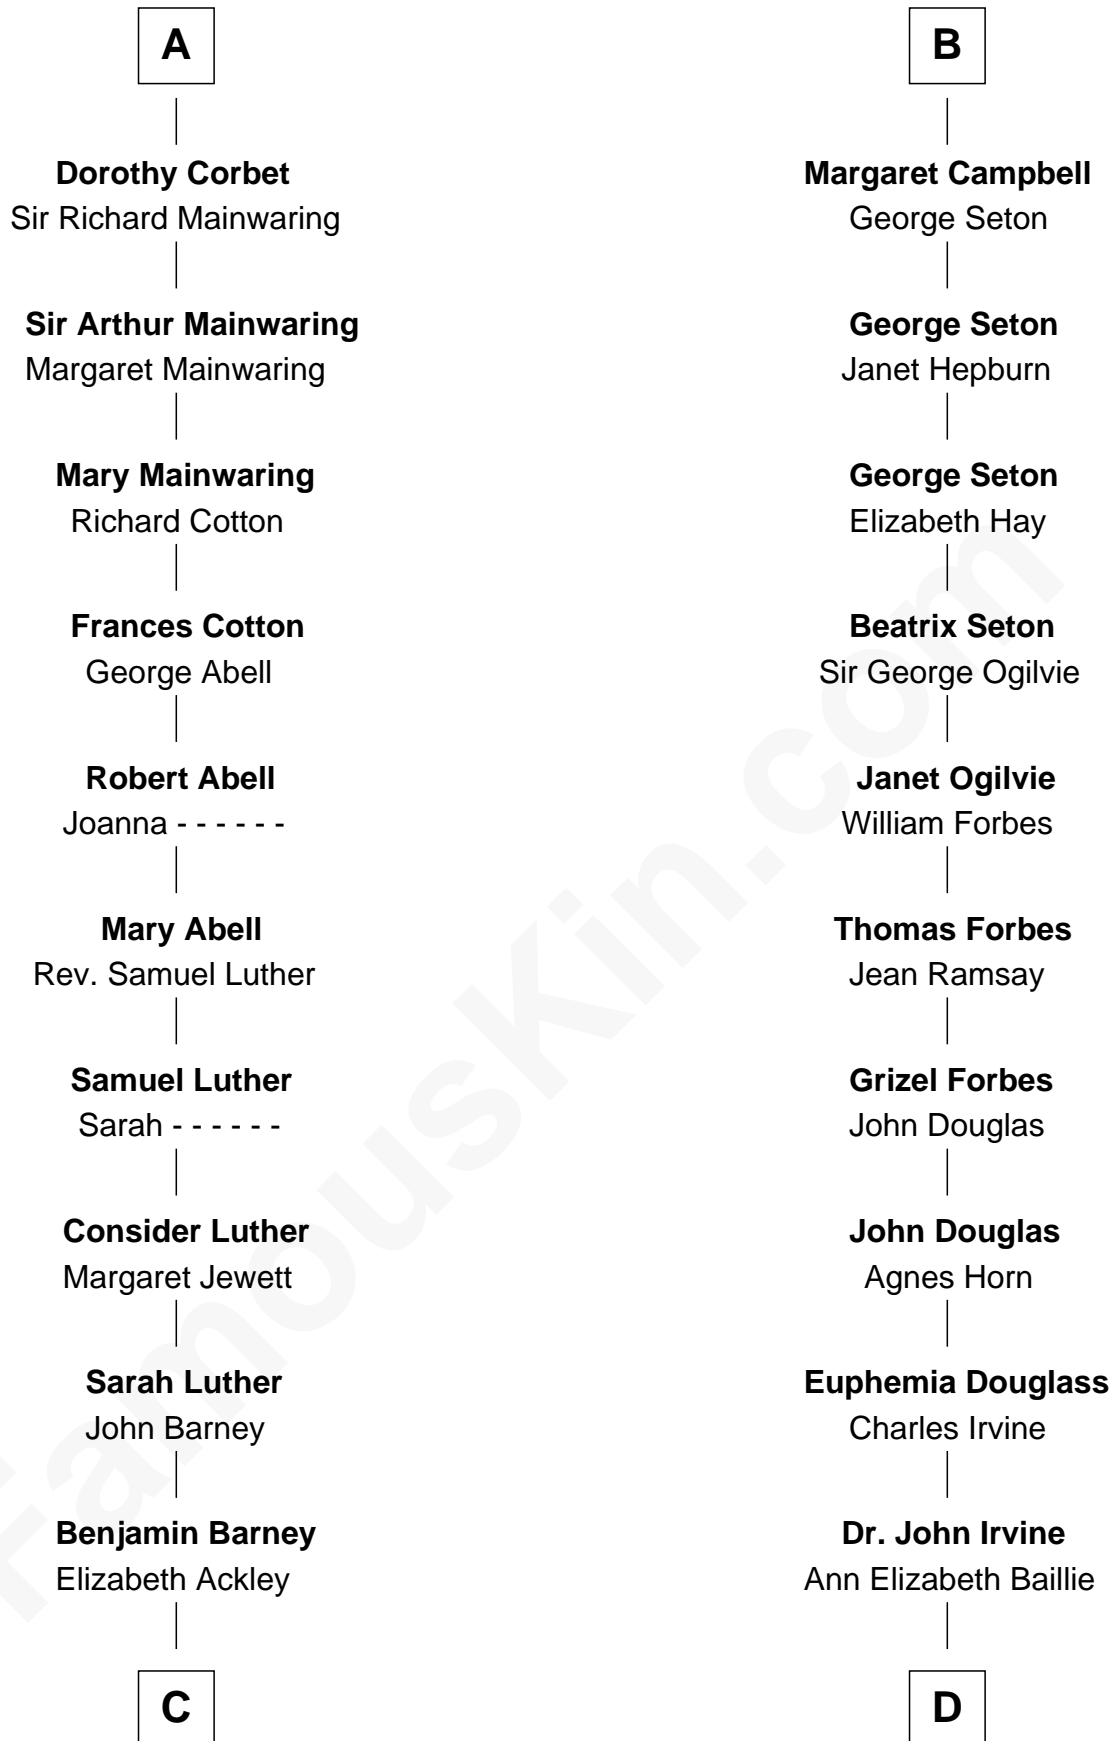 A
Dorothy Corbet
Sir Richard Mainwaring
Sir Arthur Mainwaring
Margaret Mainwaring
Mary Mainwaring
Richard Cotton
Frances Cotton
George Abell
Robert Abell
Joanna - - - - - -
Mary Abell
Rev. Samuel Luther
Samuel Luther
Sarah - - - - - -
Consider Luther
Margaret Jewett
Sarah Luther
John Barney
Benjamin Barney
Elizabeth Ackley
C
B
Margaret Campbell
George Seton
George Seton
Janet Hepburn
George Seton
Elizabeth Hay
Beatrix Seton
Sir George Ogilvie
Janet Ogilvie
William Forbes
Thomas Forbes
Jean Ramsay
Grizel Forbes
John Douglas
John Douglas
Agnes Horn
Euphemia Douglass
Charles Irvine
Dr. John Irvine
Ann Elizabeth Baillie
D
FamousKin.com